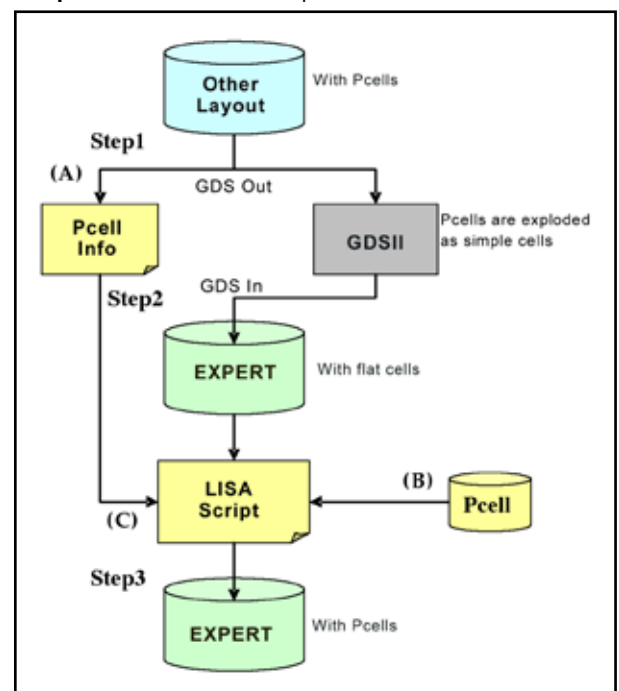 Other
Layout
With Pcells
Step1
(A)
GDS Out
Pcell
Info
GDSII
Pcells are exploded
as simple cells
Step2
GDS In
EXPERT
With flat cells
LISA
Script
(B)
Pcell
(C)
Step3
EXPERT
With Pcells